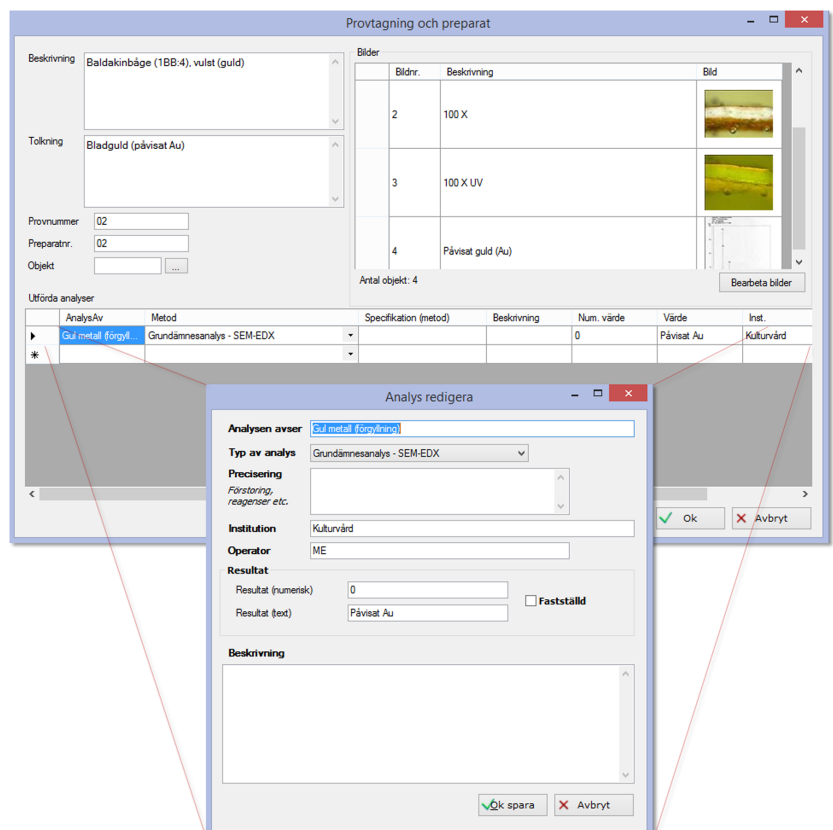 Provtagning och preparat
Beskrivning
Baldakinbåge (1BB:4), vulst (guld)
Tolkning
Bladguld (påvisat Au)
Provnummer 02
Preparatnr. 02
Objekt ...
Bilder
Bildnr. Beskrivning Bild
2 100 X
3 100 X UV
4 Påvisat guld (Au)
Antal objekt: 4
Bearbeta bilder
Utförda analyser
AnalysAv Metod Specifikation (metod) Beskrivning Num. värde Värde Inst.
Gul metall (förgyll... Grundämnesanalys - SEM-EDX 0 Påvisat Au Kulturvård
Ok Avbryt
Analys redigera
Analysen avser Gul metall (förgyllning)
Typ av analys Grundämnesanalys - SEM-EDX
Precisering
Förstoring,
reagenser etc.
Institution Kulturvård
Operator ME
Resultat
Resultat (numerisk) 0
Resultat (text) Påvisat Au
Fastställd
Beskrivning
Ok spara Avbryt